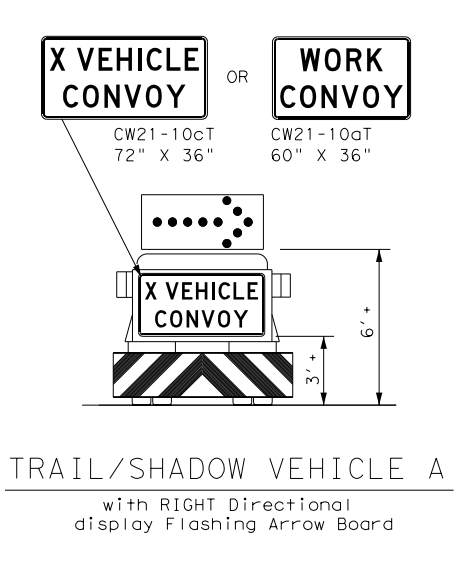 X VEHICLE
CONVOY
OR
WORK
CONVOY
CW21-10cT
72" X 36"
CW21-10aT
60" X 36"
X VEHICLE
CONVOY
6' +
3' +
TRAIL/SHADOW VEHICLE A
with RIGHT Directional
display Flashing Arrow Board